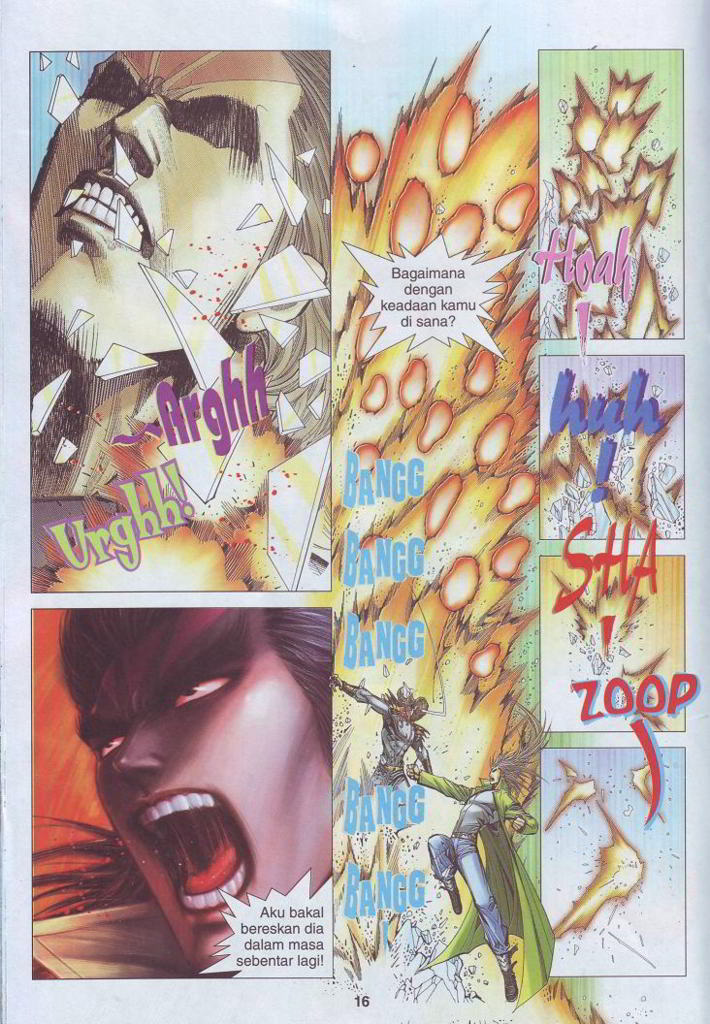 ~Arghh
Urghh!
Bagaimana
dengan
keadaan kamu
di sana?
BANGG
BANGG
BANGG
BANGG
BANGG
!
Hoah
!
huh
!
SHA
!
ZOOP
)
Aku bakal
bereskan dia
dalam masa
sebentar lagi!
16